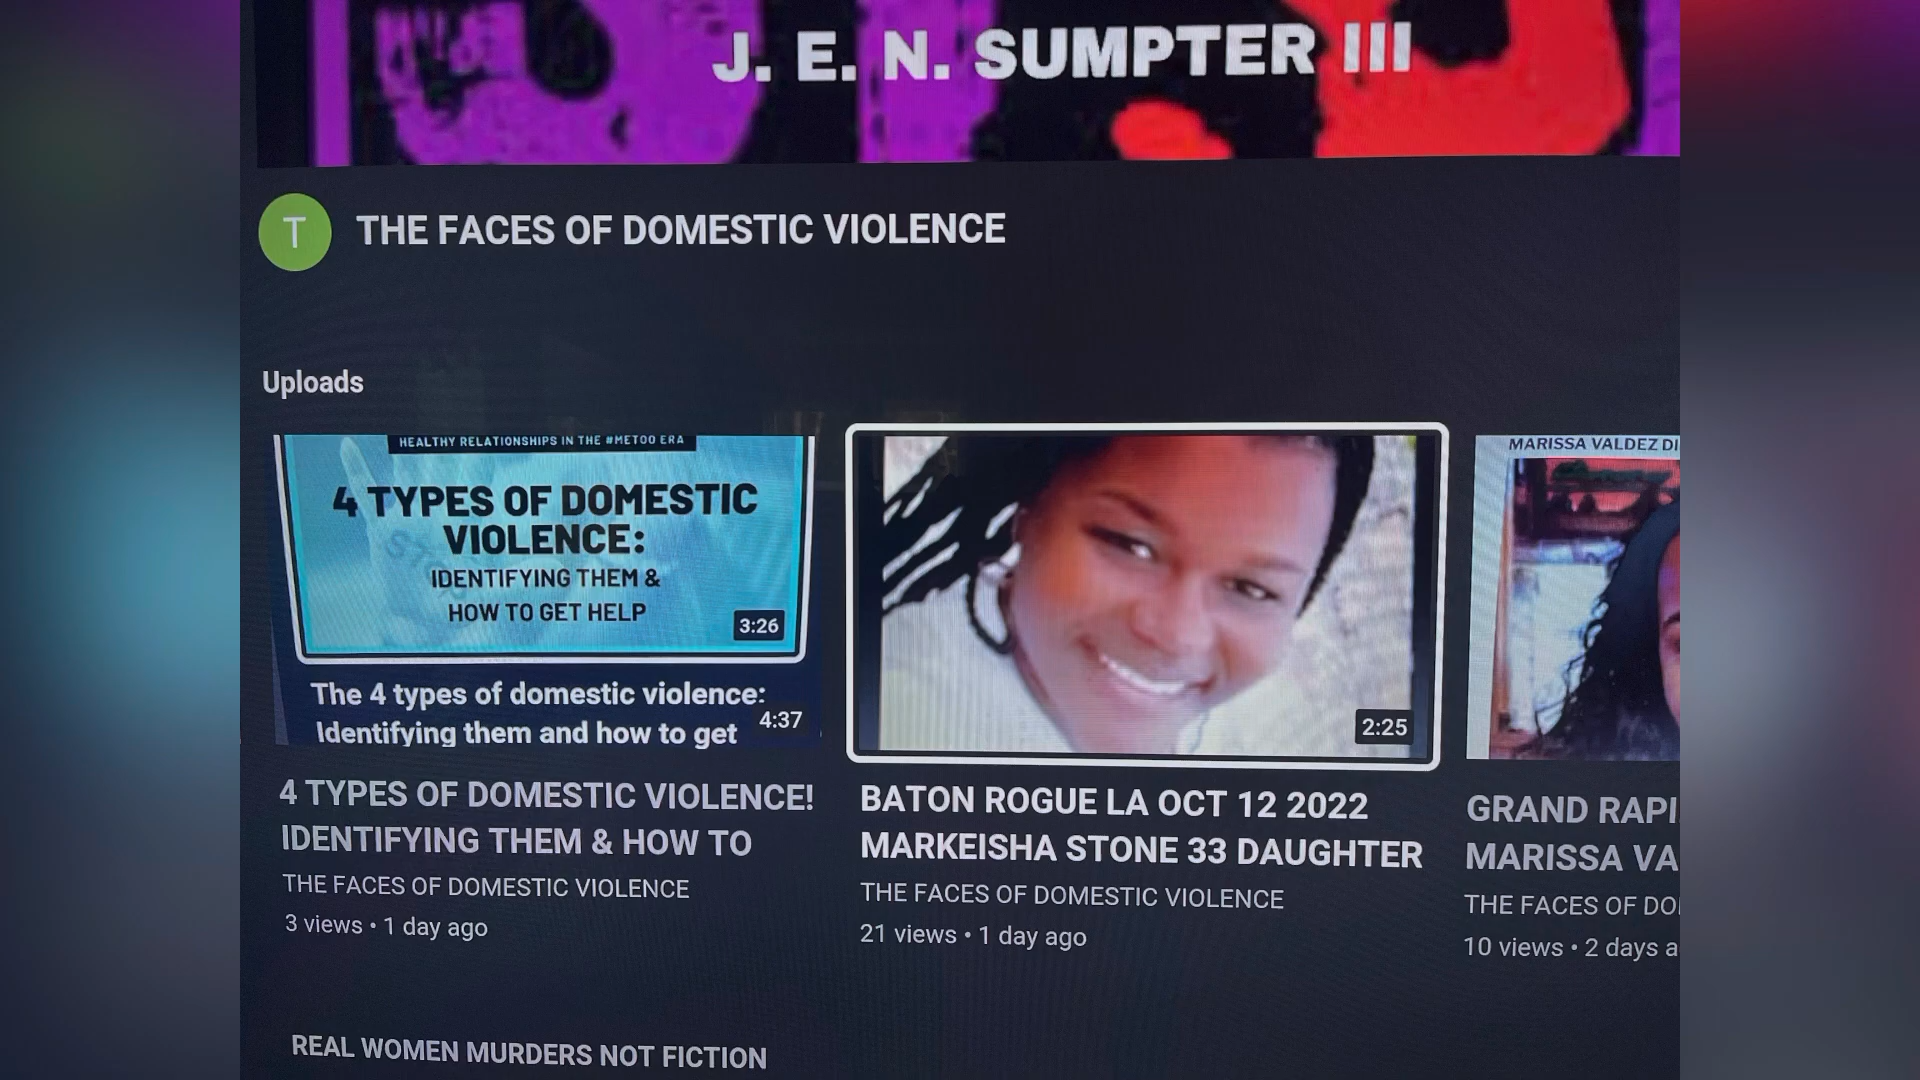 J. E. N. SUMPTER III
T
THE FACES OF DOMESTIC VIOLENCE
Uploads
HEALTHY RELATIONSHIPS IN THE #METOO ERA
4 TYPES OF DOMESTIC
VIOLENCE:
IDENTIFYING THEM &
HOW TO GET HELP
3:26
The 4 types of domestic violence:
Identifying them and how to get
4:37
4 TYPES OF DOMESTIC VIOLENCE!
IDENTIFYING THEM & HOW TO
THE FACES OF DOMESTIC VIOLENCE
3 views • 1 day ago
2:25
BATON ROGUE LA OCT 12 2022
MARKEISHA STONE 33 DAUGHTER
THE FACES OF DOMESTIC VIOLENCE
21 views • 1 day ago
MARISSA VALDEZ DI
GRAND RAPI
MARISSA VA
THE FACES OF DO
10 views • 2 days a
REAL WOMEN MURDERS NOT FICTION